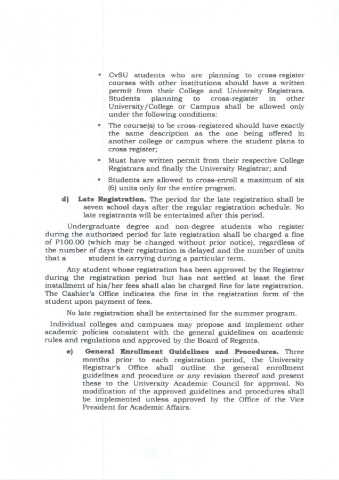 • CvSU students who are planning to cross-register
courses with other institutions should have a written
permit from their College and University Registrars.
Students planning to cross-register in other
University/College or Campus shall be allowed only
under the following conditions:
• The course(s) to be cross-registered should have exactly
the same description as the one being offered in
another college or campus where the student plans to
cross register;
• Must have written permit from their respective College
Registrars and finally the University Registrar; and
• Students are allowed to cross-enroll a maximum of six
(6) units only for the entire program.
d) Late Registration. The period for the late registration shall be
seven school days after the regular registration schedule. No
late registrants will be entertained after this period.
Undergraduate degree and non-degree students who register
during the authorized period for late registration shall be charged a fine
of P100.00 (which may be changed without prior notice), regardless of
the number of days their registration is delayed and the number of units
that a student is carrying during a particular term.
Any student whose registration has been approved by the Registrar
during the registration period but has not settled at least the first
installment of his/her fees shall also be charged fine for late registration.
The Cashier's Office indicates the fine in the registration form of the
student upon payment of fees.
No late registration shall be entertained for the summer program.
Individual colleges and campuses may propose and implement other
academic policies consistent with the general guidelines on academic
rules and regulations and approved by the Board of Regents.
e) General Enrollment Guidelines and Procedures. Three
months prior to each registration period, the University
Registrar's Office shall outline the general enrollment
guidelines and procedure or any revision thereof and present
these to the University Academic Council for approval. No
modification of the approved guidelines and procedures shall
be implemented unless approved by the Office of the Vice
President for Academic Affairs.